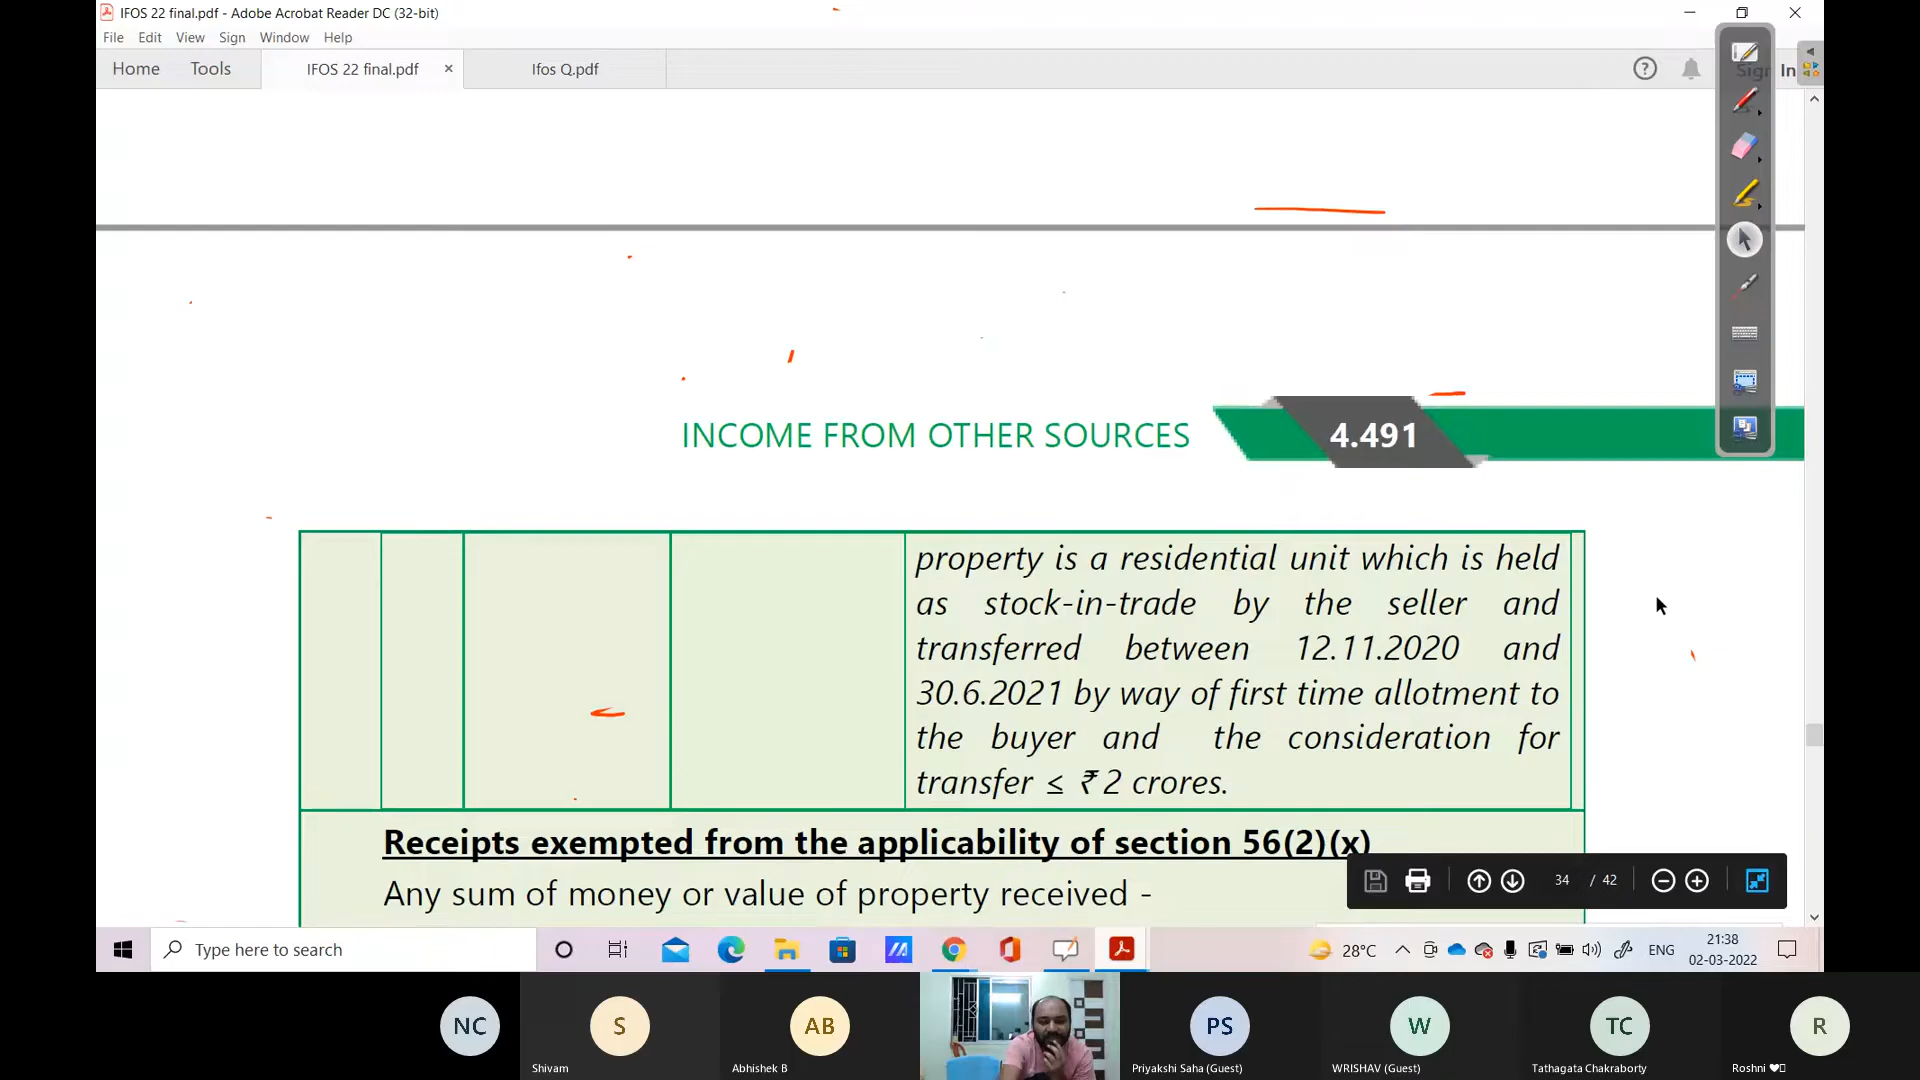 IFOS 22 final.pdf - Adobe Acrobat Reader DC (32-bit)
File Edit View Sign Window Help
Home Tools IFOS 22 final.pdf × Ifos Q.pdf Sign In
INCOME FROM OTHER SOURCES 4.491
property is a residential unit which is held
as stock-in-trade by the seller and
transferred between 12.11.2020 and
30.6.2021 by way of first time allotment to
the buyer and the consideration for
transfer ≤ ₹ 2 crores.
Receipts exempted from the applicability of section 56(2)(x)
Any sum of money or value of property received -
34 / 42
Type here to search
28°C ENG
21:38
02-03-2022
NC S AB PS W TC R
Shivam Abhishek B Priyakshi Saha (Guest) WRISHAV (Guest) Tathagata Chakraborty Roshni ❤